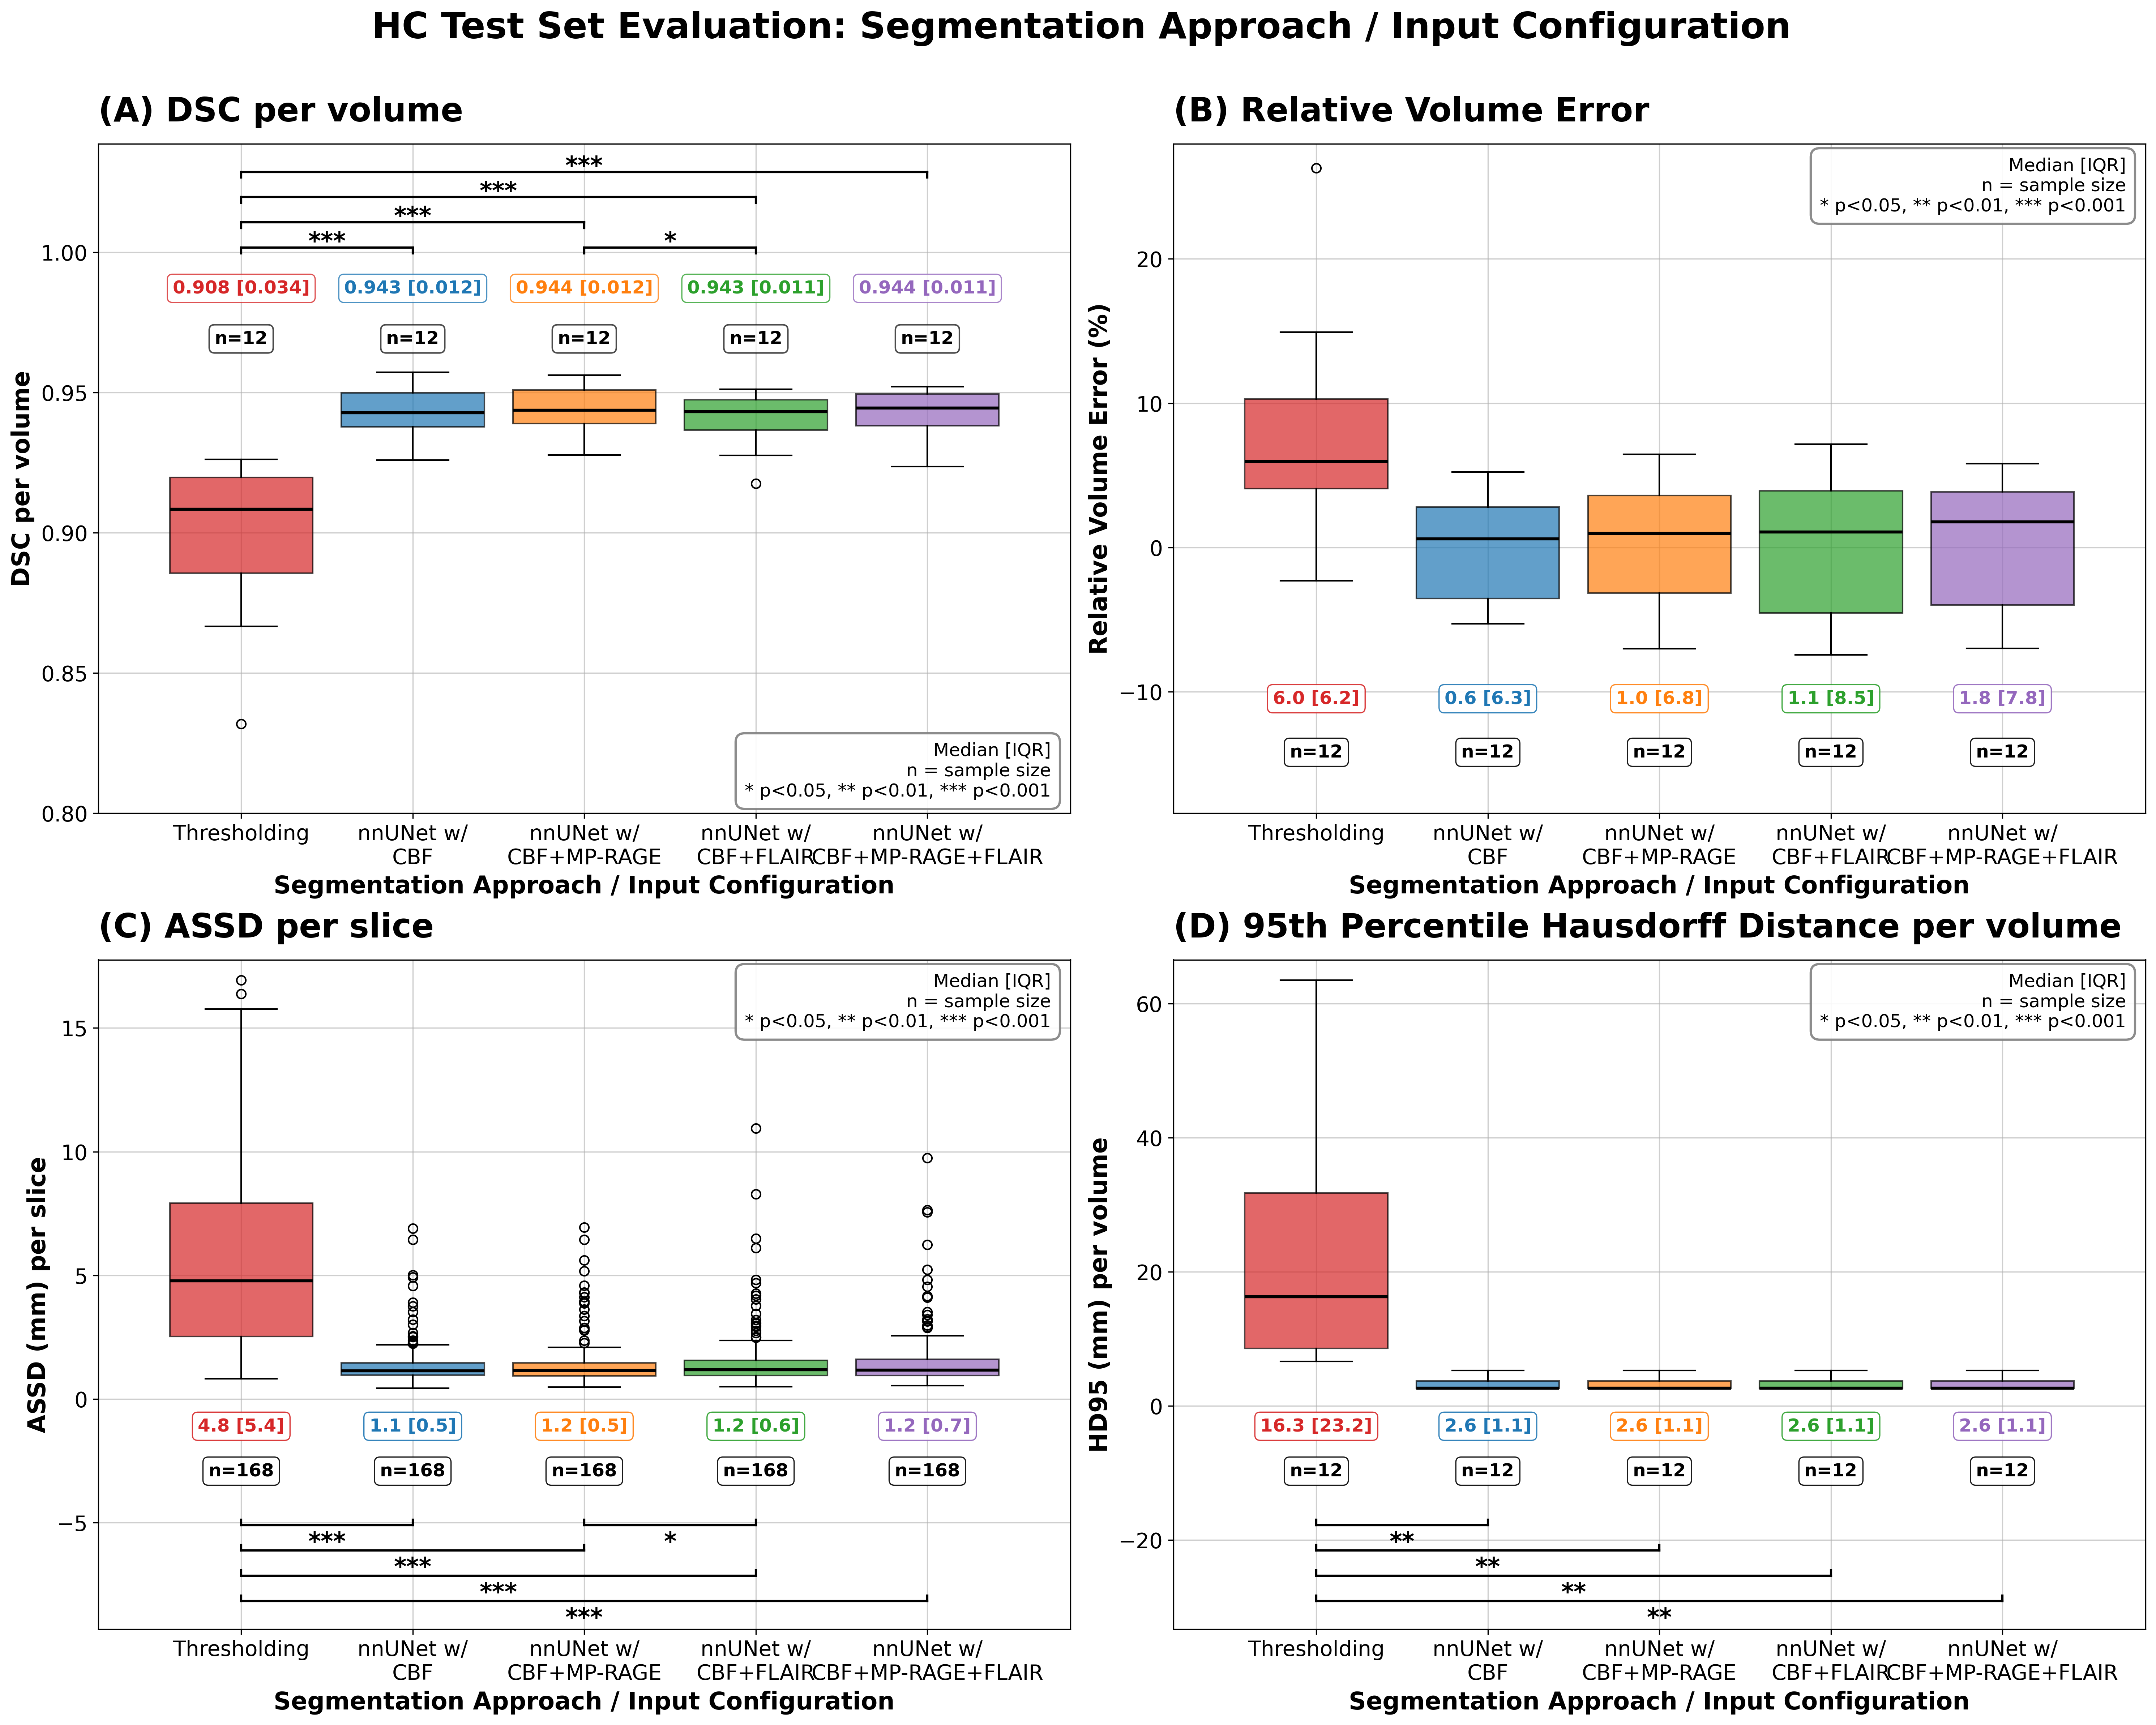 HC Test Set Evaluation: Segmentation Approach / Input Configuration
(A) DSC per volume
***
***
***
***
*
1.00
0.908 [0.034]
0.943 [0.012]
0.944 [0.012]
0.943 [0.011]
0.944 [0.011]
n=12
n=12
n=12
n=12
n=12
0.95
0.90
0.85
0.80
DSC per volume
Median [IQR]
n = sample size
* p<0.05, ** p<0.01, *** p<0.001
Thresholding
nnUNet w/
CBF
nnUNet w/
CBF+MP-RAGE
nnUNet w/
CBF+FLAIR
nnUNet w/
CBF+MP-RAGE+FLAIR
Segmentation Approach / Input Configuration
(B) Relative Volume Error
Median [IQR]
n = sample size
* p<0.05, ** p<0.01, *** p<0.001
20
10
0
−10
Relative Volume Error (%)
6.0 [6.2]
0.6 [6.3]
1.0 [6.8]
1.1 [8.5]
1.8 [7.8]
n=12
n=12
n=12
n=12
n=12
Thresholding
nnUNet w/
CBF
nnUNet w/
CBF+MP-RAGE
nnUNet w/
CBF+FLAIR
nnUNet w/
CBF+MP-RAGE+FLAIR
Segmentation Approach / Input Configuration
(C) ASSD per slice
Median [IQR]
n = sample size
* p<0.05, ** p<0.01, *** p<0.001
15
10
5
0
−5
ASSD (mm) per slice
4.8 [5.4]
1.1 [0.5]
1.2 [0.5]
1.2 [0.6]
1.2 [0.7]
n=168
n=168
n=168
n=168
n=168
***
*
***
***
***
Thresholding
nnUNet w/
CBF
nnUNet w/
CBF+MP-RAGE
nnUNet w/
CBF+FLAIR
nnUNet w/
CBF+MP-RAGE+FLAIR
Segmentation Approach / Input Configuration
(D) 95th Percentile Hausdorff Distance per volume
Median [IQR]
n = sample size
* p<0.05, ** p<0.01, *** p<0.001
60
40
20
0
−20
HD95 (mm) per volume
16.3 [23.2]
2.6 [1.1]
2.6 [1.1]
2.6 [1.1]
2.6 [1.1]
n=12
n=12
n=12
n=12
n=12
**
**
**
**
Thresholding
nnUNet w/
CBF
nnUNet w/
CBF+MP-RAGE
nnUNet w/
CBF+FLAIR
nnUNet w/
CBF+MP-RAGE+FLAIR
Segmentation Approach / Input Configuration